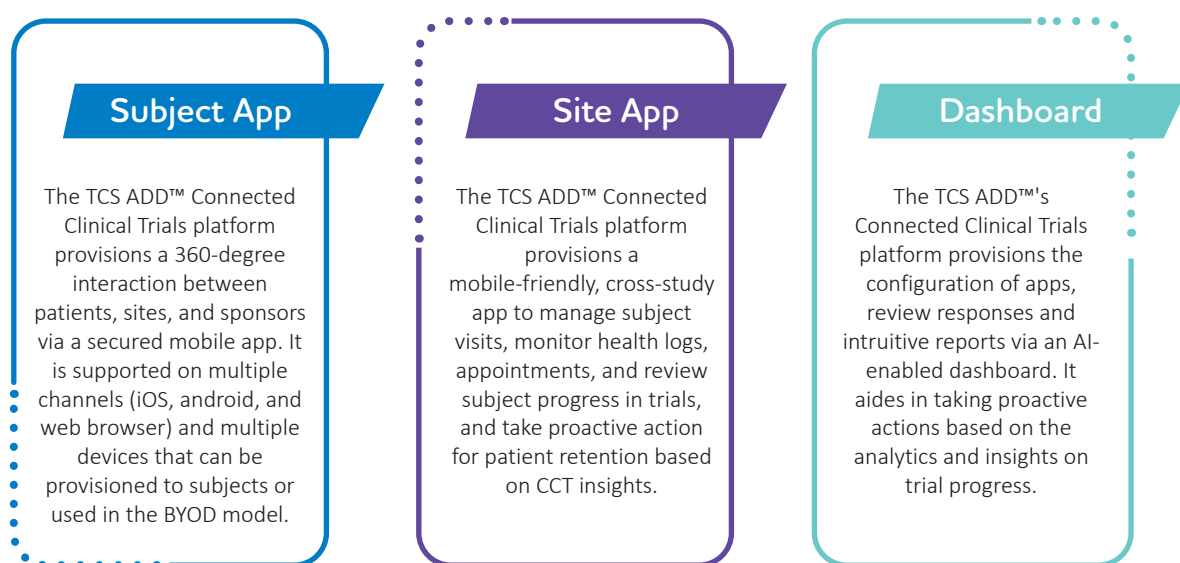 Subject App
The TCS ADD™ Connected
Clinical Trials platform
provisions a 360-degree
interaction between
patients, sites, and sponsors
via a secured mobile app. It
is supported on multiple
channels (iOS, android, and
web browser) and multiple
devices that can be
provisioned to subjects or
used in the BYOD model.
Site App
The TCS ADD™ Connected
Clinical Trials platform
provisions a
mobile-friendly, cross-study
app to manage subject
visits, monitor health logs,
appointments, and review
subject progress in trials,
and take proactive action
for patient retention based
on CCT insights.
Dashboard
The TCS ADD™'s
Connected Clinical Trials
platform provisions the
configuration of apps,
review responses and
intruitive reports via an AI-
enabled dashboard. It
aides in taking proactive
actions based on the
analytics and insights on
trial progress.